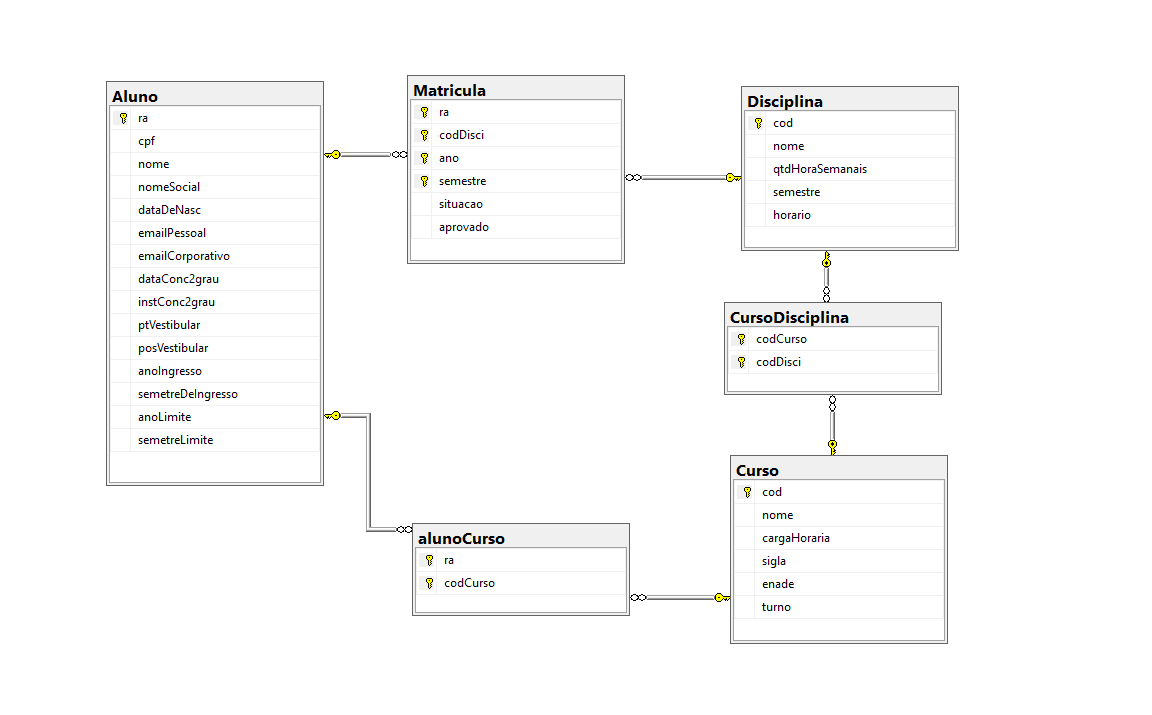 Aluno
ra
cpf
nome
nomeSocial
dataDeNasc
emailPessoal
emailCorporativo
dataConc2grau
instConc2grau
ptVestibular
posVestibular
anoIngresso
semetreDeIngresso
anoLimite
semetreLimite
Matricula
ra
codDisci
ano
semestre
situacao
aprovado
Disciplina
cod
nome
qtdHoraSemanais
semestre
horario
CursoDisciplina
codCurso
codDisci
alunoCurso
ra
codCurso
Curso
cod
nome
cargaHoraria
sigla
enade
turno